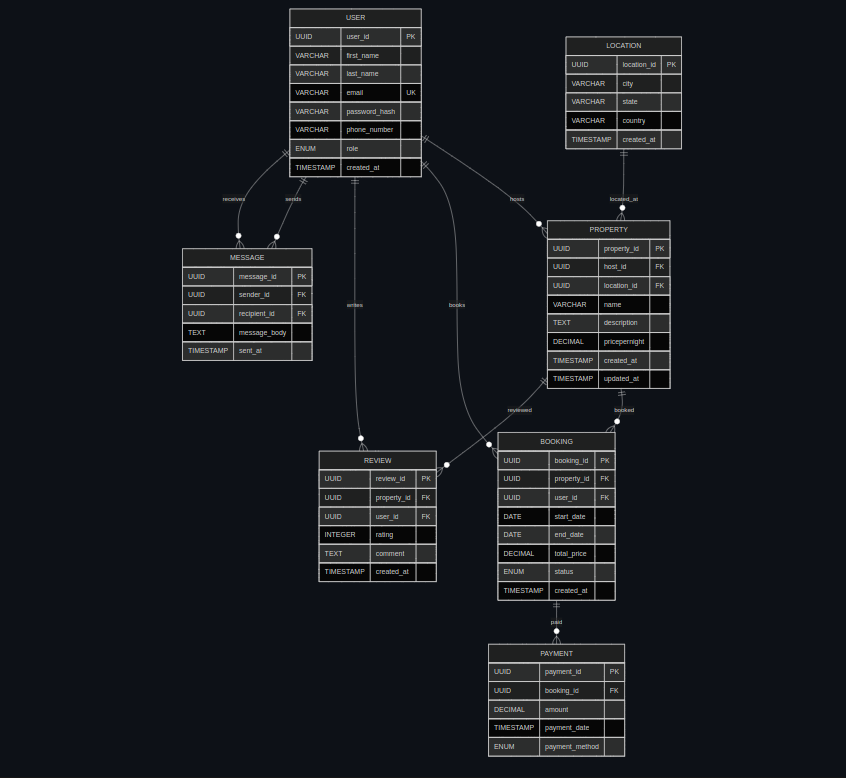 USER
UUID user_id PK
VARCHAR first_name
VARCHAR last_name
VARCHAR email UK
VARCHAR password_hash
VARCHAR phone_number
ENUM role
TIMESTAMP created_at
LOCATION
UUID location_id PK
VARCHAR city
VARCHAR state
VARCHAR country
TIMESTAMP created_at
receives
sends
hosts
located_at
MESSAGE
UUID message_id PK
UUID sender_id FK
UUID recipient_id FK
TEXT message_body
TIMESTAMP sent_at
PROPERTY
UUID property_id PK
UUID host_id FK
UUID location_id FK
VARCHAR name
TEXT description
DECIMAL pricepernight
TIMESTAMP created_at
TIMESTAMP updated_at
writes
books
reviewed
booked
REVIEW
UUID review_id PK
UUID property_id FK
UUID user_id FK
INTEGER rating
TEXT comment
TIMESTAMP created_at
BOOKING
UUID booking_id PK
UUID property_id FK
UUID user_id FK
DATE start_date
DATE end_date
DECIMAL total_price
ENUM status
TIMESTAMP created_at
paid
PAYMENT
UUID payment_id PK
UUID booking_id FK
DECIMAL amount
TIMESTAMP payment_date
ENUM payment_method